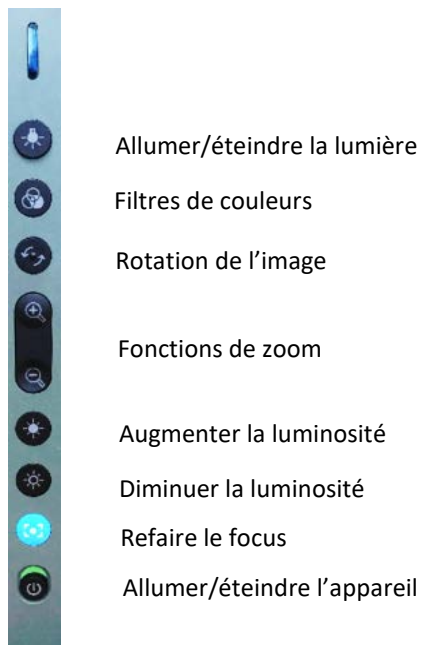 Allumer/éteindre la lumière
Filtres de couleurs
Rotation de l’image
Fonctions de zoom
Augmenter la luminosité
Diminuer la luminosité
Refaire le focus
Allumer/éteindre l’appareil